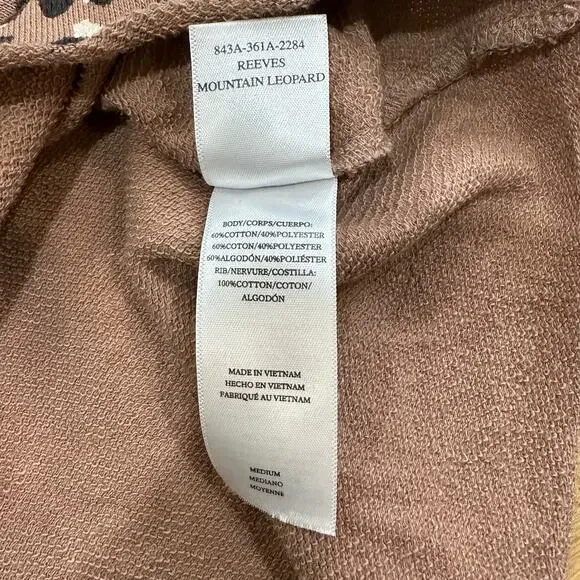 843A-361A-2284
REEVES
MOUNTAIN LEOPARD
BODY/CORPS/CUERPO:
60%COTTON/40%POLYESTER
60%COTON/40%POLYESTER
60%ALGODÓN/40%POLIÉSTER
RIB/NERVURE/COSTILLA:
100%COTTON/COTON/
ALGODÓN
MADE IN VIETNAM
HECHO EN VIETNAM
FABRIQUÉ AU VIETNAM
MEDIUM
MEDIANO
MOYENNE